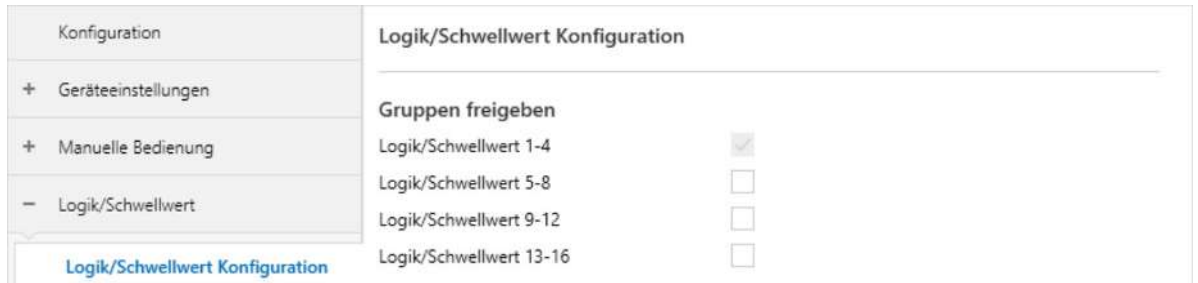 Konfiguration
+ Geräteeinstellungen
+ Manuelle Bedienung
− Logik/Schwellwert
Logik/Schwellwert Konfiguration
Logik/Schwellwert Konfiguration
Gruppen freigeben
Logik/Schwellwert 1-4
Logik/Schwellwert 5-8
Logik/Schwellwert 9-12
Logik/Schwellwert 13-16